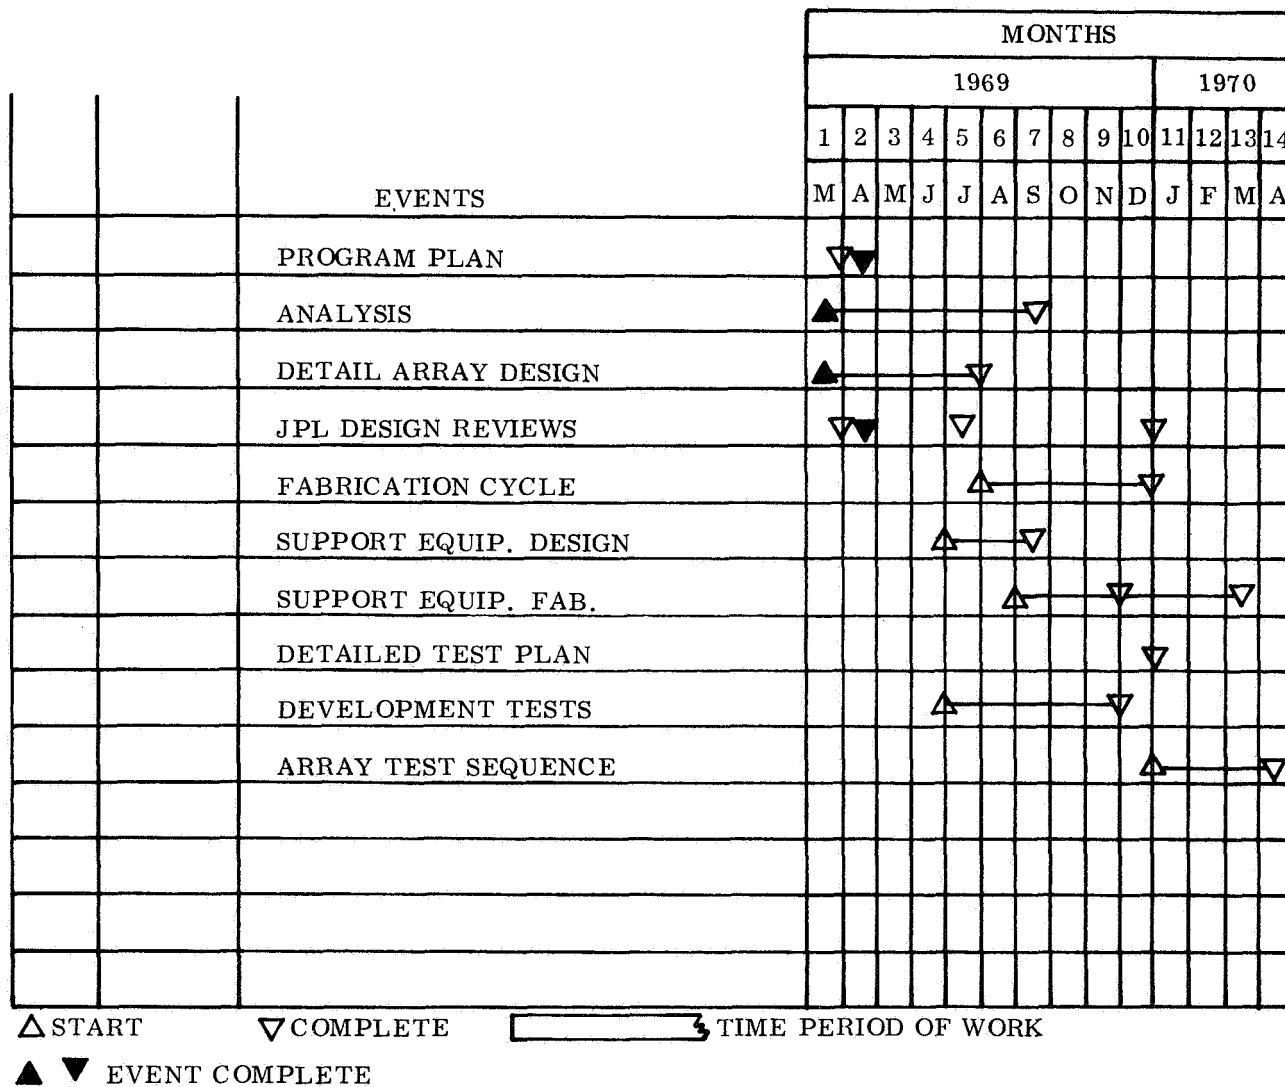 MONTHS
1969 1970
1 2 3 4 5 6 7 8 9 10 11 12 13 14
EVENTS M A M J J A S O N D J F M A
PROGRAM PLAN
ANALYSIS
DETAIL ARRAY DESIGN
JPL DESIGN REVIEWS
FABRICATION CYCLE
SUPPORT EQUIP. DESIGN
SUPPORT EQUIP. FAB.
DETAILED TEST PLAN
DEVELOPMENT TESTS
ARRAY TEST SEQUENCE
START COMPLETE TIME PERIOD OF WORK
EVENT COMPLETE